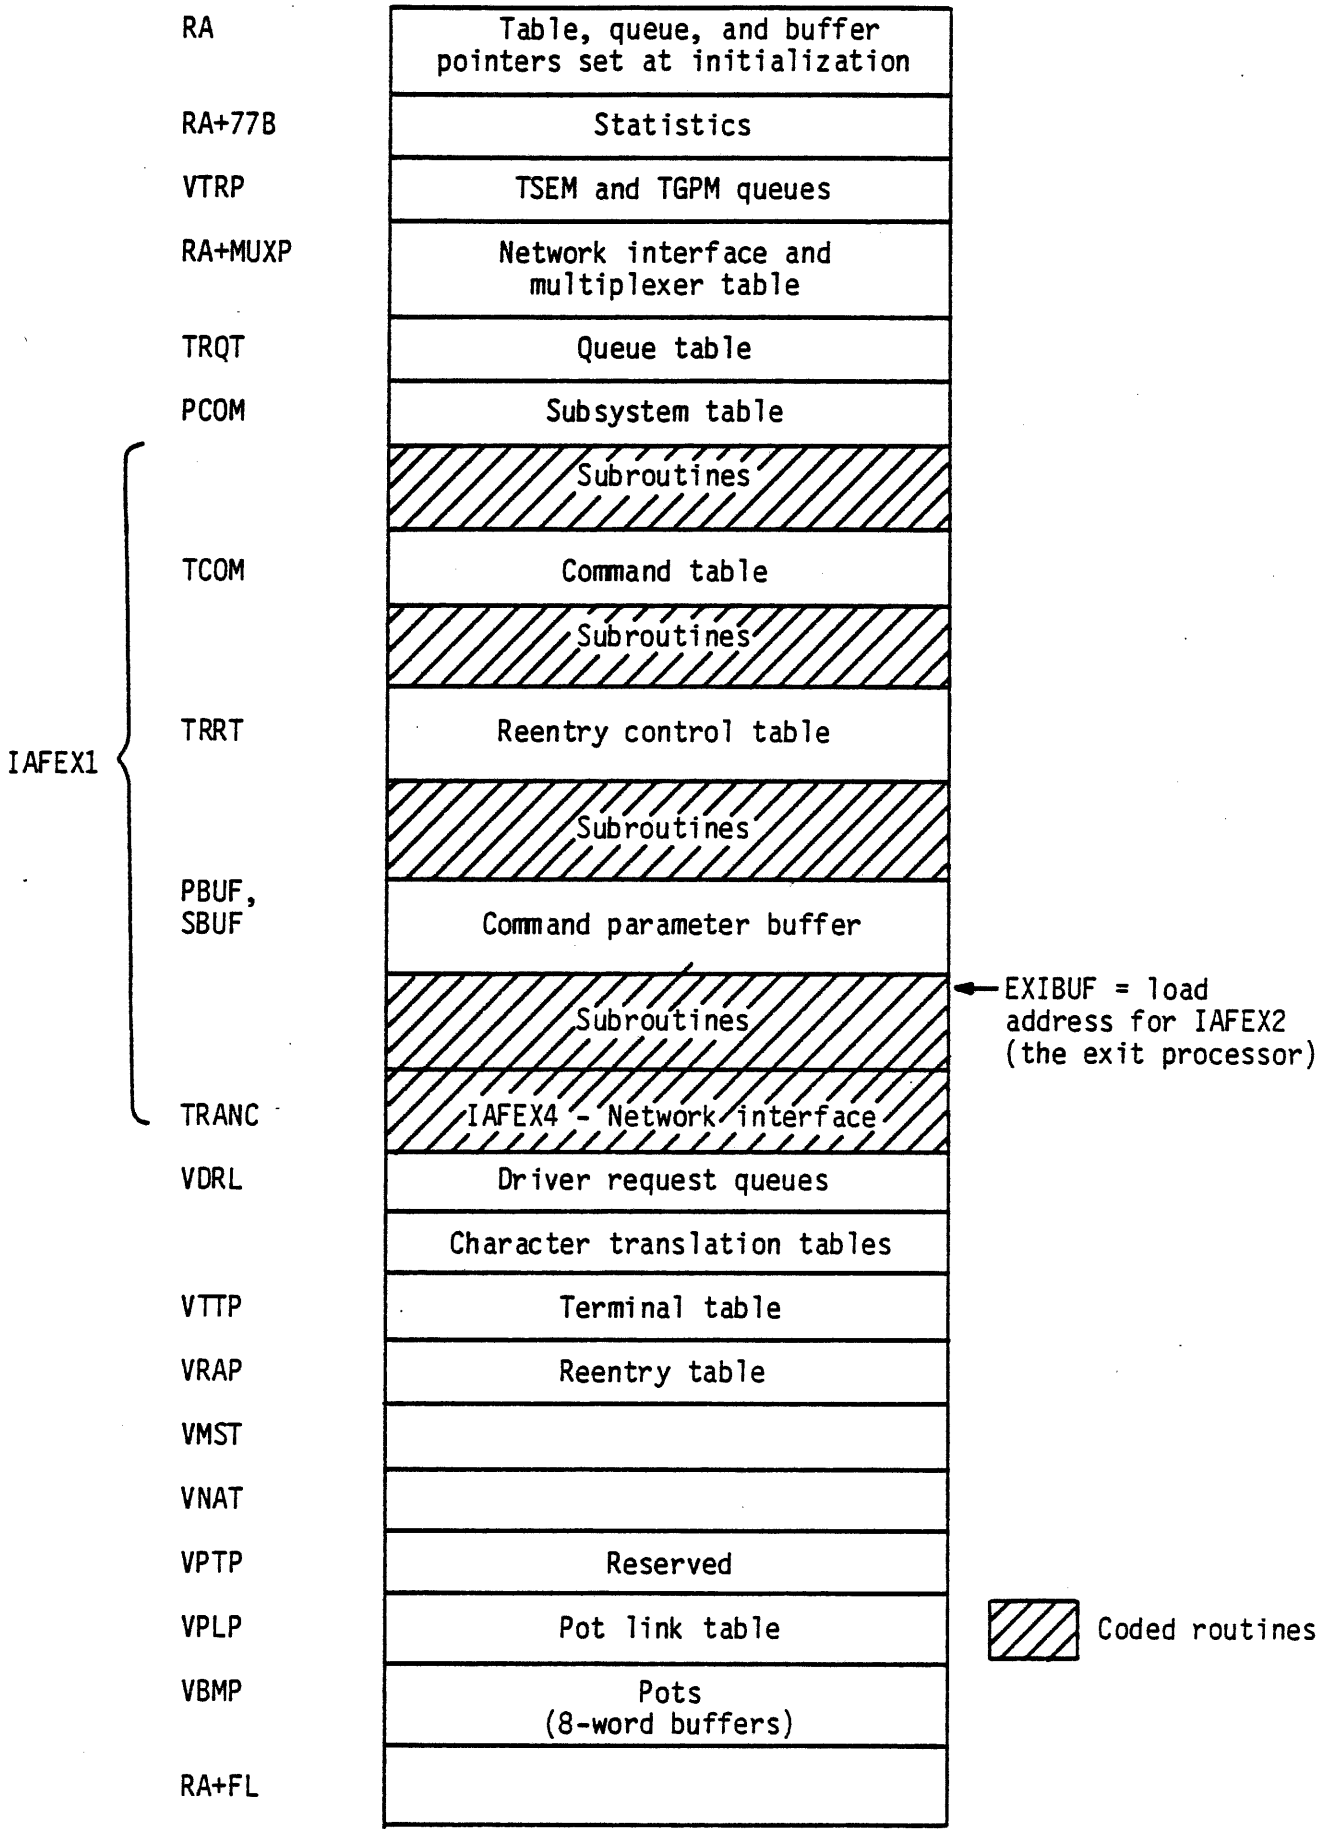 RA
Table, queue, and buffer
pointers set at initialization
RA+77B
Statistics
VTRP
TSEM and TGPM queues
RA+MUXP
Network interface and
multiplexer table
TRQT
Queue table
PCOM
Subsystem table
Subroutines
TCOM
Command table
Subroutines
TRRT
Reentry control table
IAFEX1
Subroutines
PBUF,
SBUF
Command parameter buffer
EXIBUF = load
address for IAFEX2
(the exit processor)
Subroutines
TRANC
IAFEX4 - Network interface
VDRL
Driver request queues
Character translation tables
VTTP
Terminal table
VRAP
Reentry table
VMST
VNAT
VPTP
Reserved
VPLP
Pot link table
Coded routines
VBMP
Pots
(8-word buffers)
RA+FL